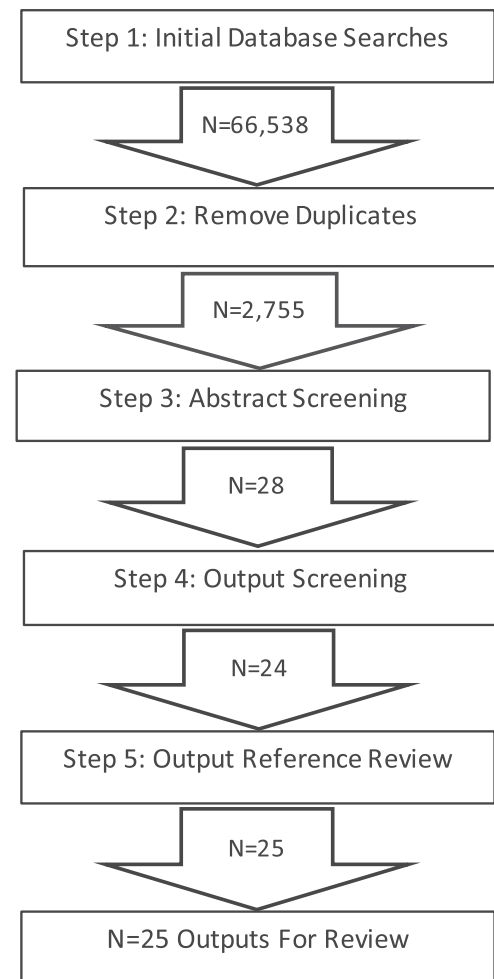 Step 1: Initial Database Searches
N=66,538
Step 2: Remove Duplicates
N=2,755
Step 3: Abstract Screening
N=28
Step 4: Output Screening
N=24
Step 5: Output Reference Review
N=25
N=25 Outputs For Review